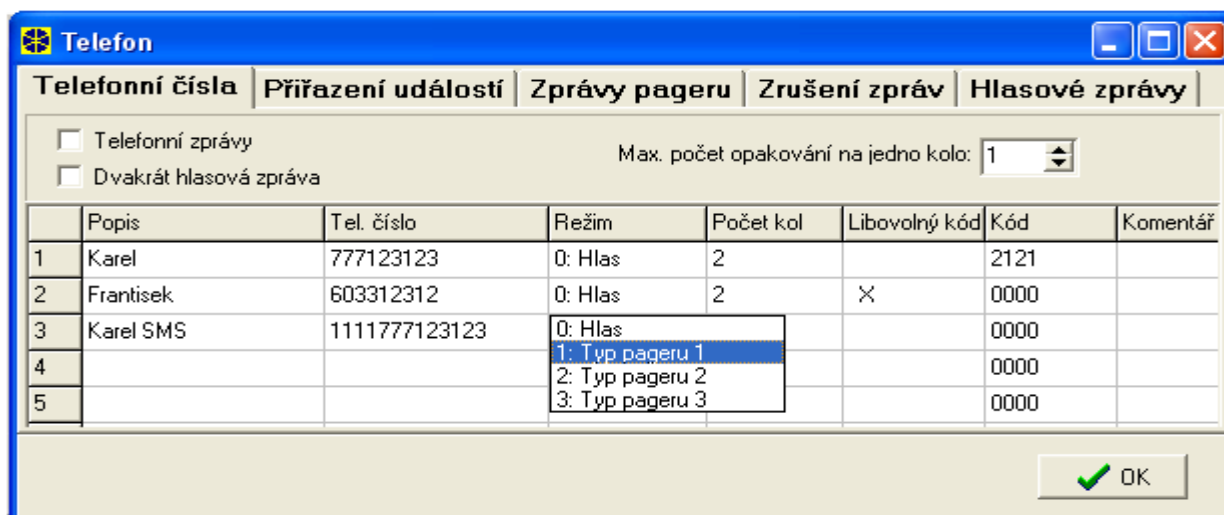 Telefon
Telefonní čísla Přiřazení událostí Zprávy pageru Zrušení zpráv Hlasové zprávy
Telefonní zprávy
Max. počet opakování na jedno kolo: 1
Dvakrát hlasová zpráva
Popis Tel. číslo Režim Počet kol Libovolný kód Kód Komentář
1 Karel 777123123 0: Hlas 2 2121
2 Frantisek 603312312 0: Hlas 2 X 0000
3 Karel SMS 1111777123123 0: Hlas 0000
1: Typ pageru 1
4 2: Typ pageru 2 0000
5 3: Typ pageru 3 0000
OK